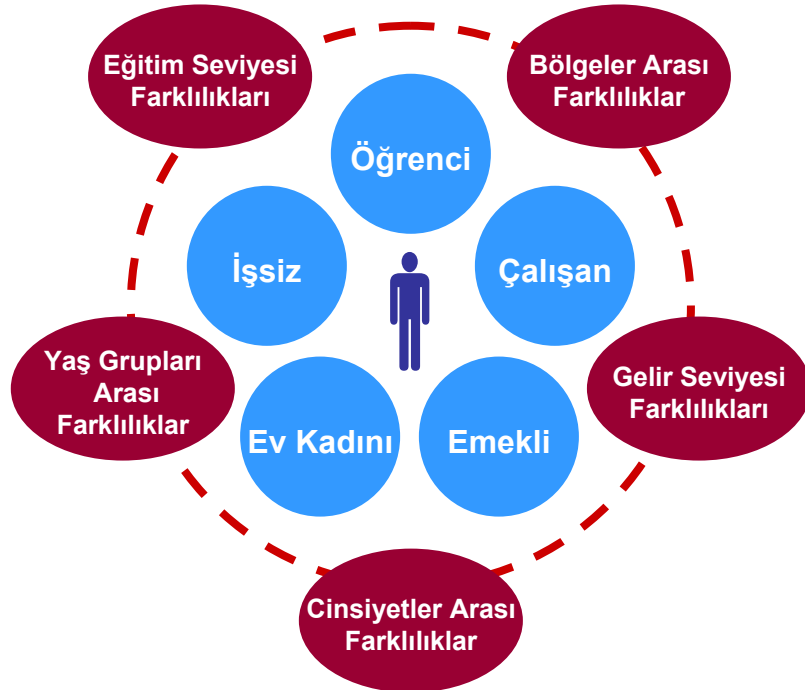 Eğitim Seviyesi
Farklılıkları
Bölgeler Arası
Farklılıklar
Öğrenci
İşsiz
Çalışan
Yaş Grupları
Arası
Farklılıklar
Gelir Seviyesi
Farklılıkları
Ev Kadını
Emekli
Cinsiyetler Arası
Farklılıklar